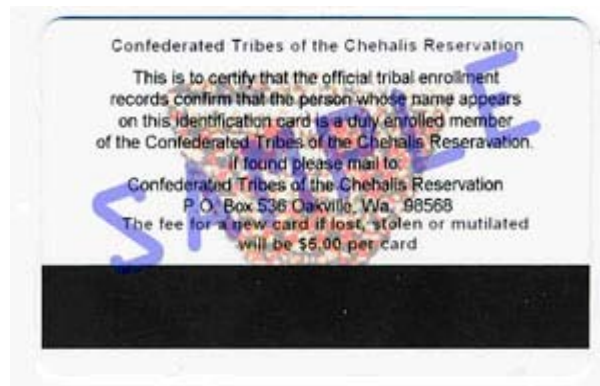 Confederated Tribes of the Chehalis Reservation
This is to certify that the official tribal enrollment
records confirm that the person whose name appears
on this identification card is a duly enrolled member
of the Confederated Tribes of the Chehalis Reseravation.
if found please mail to:
Confederated Tribes of the Chehalis Reservation
P.O. Box 536 Oakville, Wa. 98568
The fee for a new card if lost, stolen or mutilated
will be $6.00 per card
SAMPLE